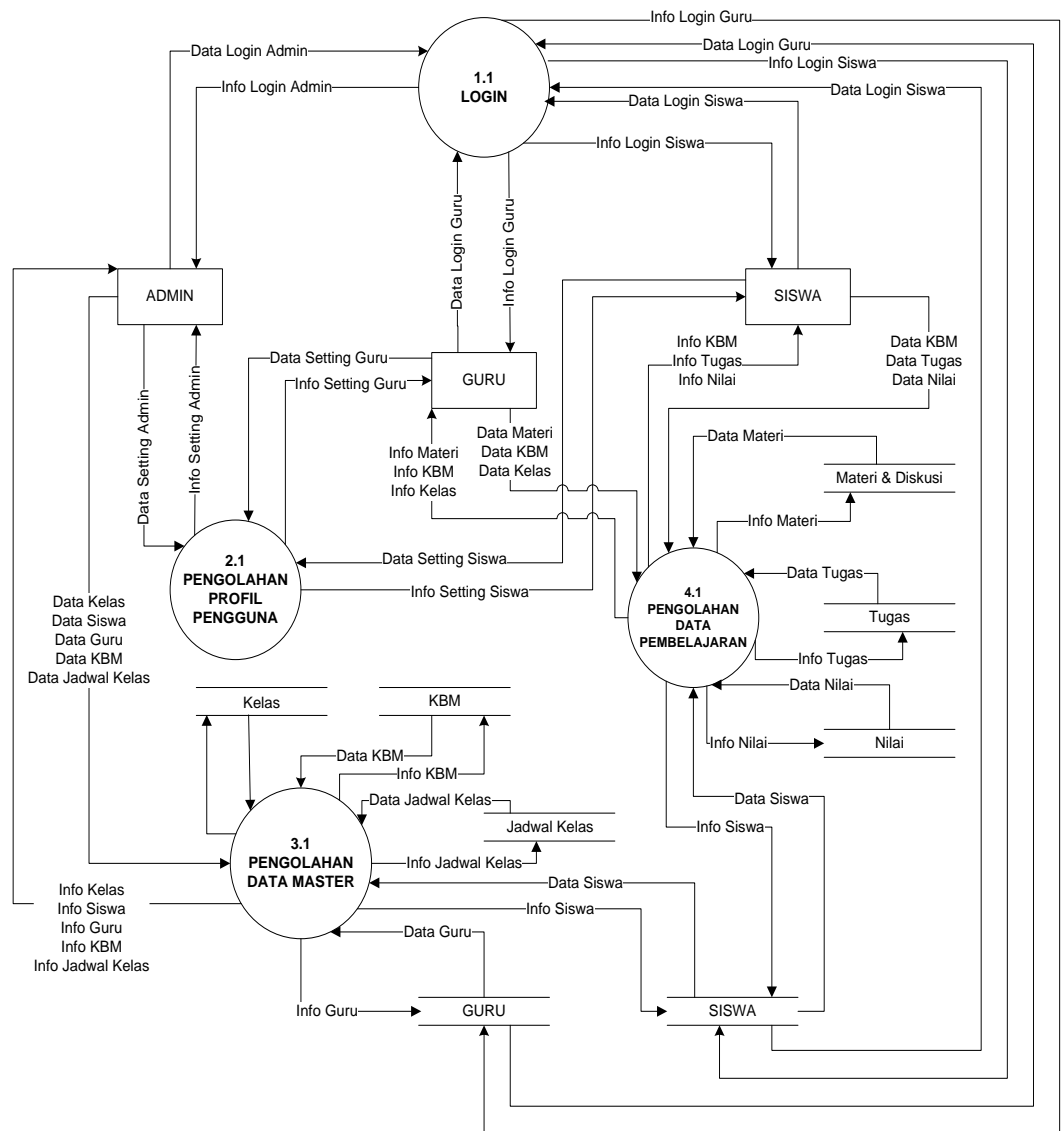 Info Login Guru
Data Login Admin
Data Login Guru
Info Login Siswa
1.1
LOGIN
Info Login Admin
Data Login Siswa
Data Login Siswa
Info Login Siswa
Data Login Guru
Info Login Guru
ADMIN
SISWA
Data Setting Guru
Info Setting Guru
GURU
Info KBM
Info Tugas
Info Nilai
Data KBM
Data Tugas
Data Nilai
Data Setting Admin
Info Setting Admin
Info Materi
Info KBM
Info Kelas
Data Materi
Data KBM
Data Kelas
Data Materi
Materi & Diskusi
Info Materi
2.1
PENGOLAHAN
PROFIL
PENGGUNA
Data Setting Siswa
Info Setting Siswa
4.1
PENGOLAHAN
DATA
PEMBELAJARAN
Data Tugas
Tugas
Info Tugas
Data Kelas
Data Siswa
Data Guru
Data KBM
Data Jadwal Kelas
Data Nilai
Info Nilai
Nilai
Kelas
KBM
Data KBM
Info KBM
Data Jadwal Kelas
Jadwal Kelas
Info Jadwal Kelas
3.1
PENGOLAHAN
DATA MASTER
Data Siswa
Info Siswa
Data Siswa
Info Siswa
Data Guru
Info Kelas
Info Siswa
Info Guru
Info KBM
Info Jadwal Kelas
Info Guru
GURU
SISWA